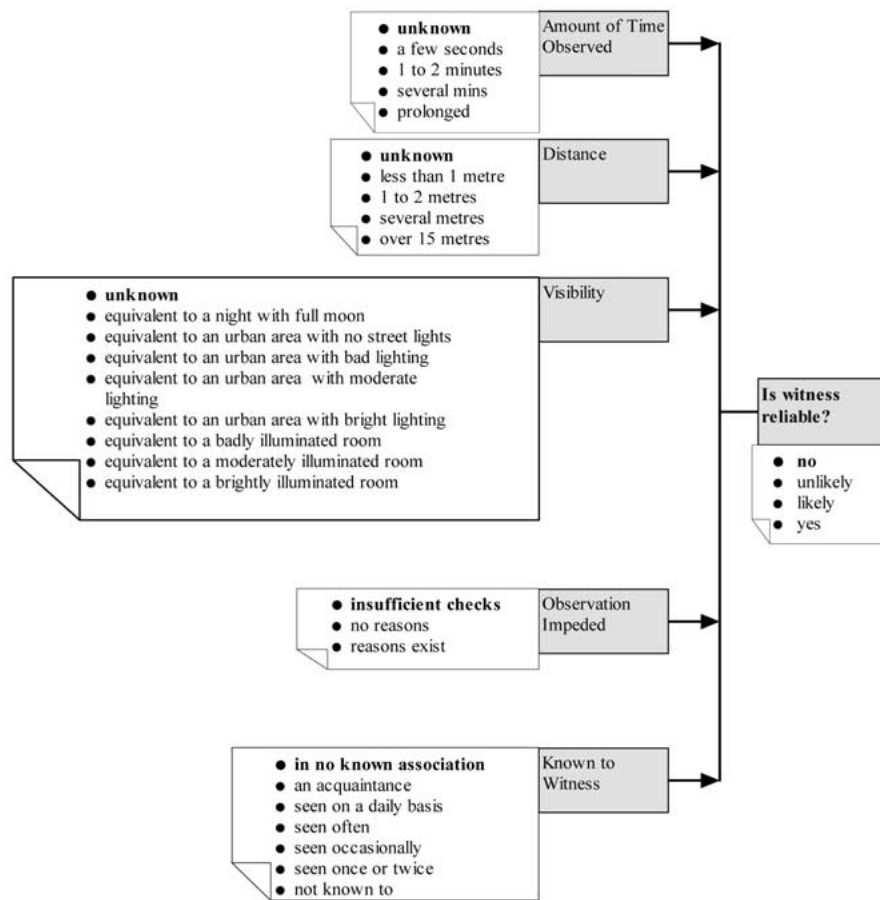 ● unknown
● a few seconds
● 1 to 2 minutes
● several mins
● prolonged
Amount of Time
Observed
● unknown
● less than 1 metre
● 1 to 2 metres
● several metres
● over 15 metres
Distance
● unknown
● equivalent to a night with full moon
● equivalent to an urban area with no street lights
● equivalent to an urban area with bad lighting
● equivalent to an urban area with moderate
lighting
● equivalent to an urban area with bright lighting
● equivalent to a badly illuminated room
● equivalent to a moderately illuminated room
● equivalent to a brightly illuminated room
Visibility
Is witness
reliable?
● no
● unlikely
● likely
● yes
● insufficient checks
● no reasons
● reasons exist
Observation
Impeded
● in no known association
● an acquaintance
● seen on a daily basis
● seen often
● seen occasionally
● seen once or twice
● not known to
Known to
Witness